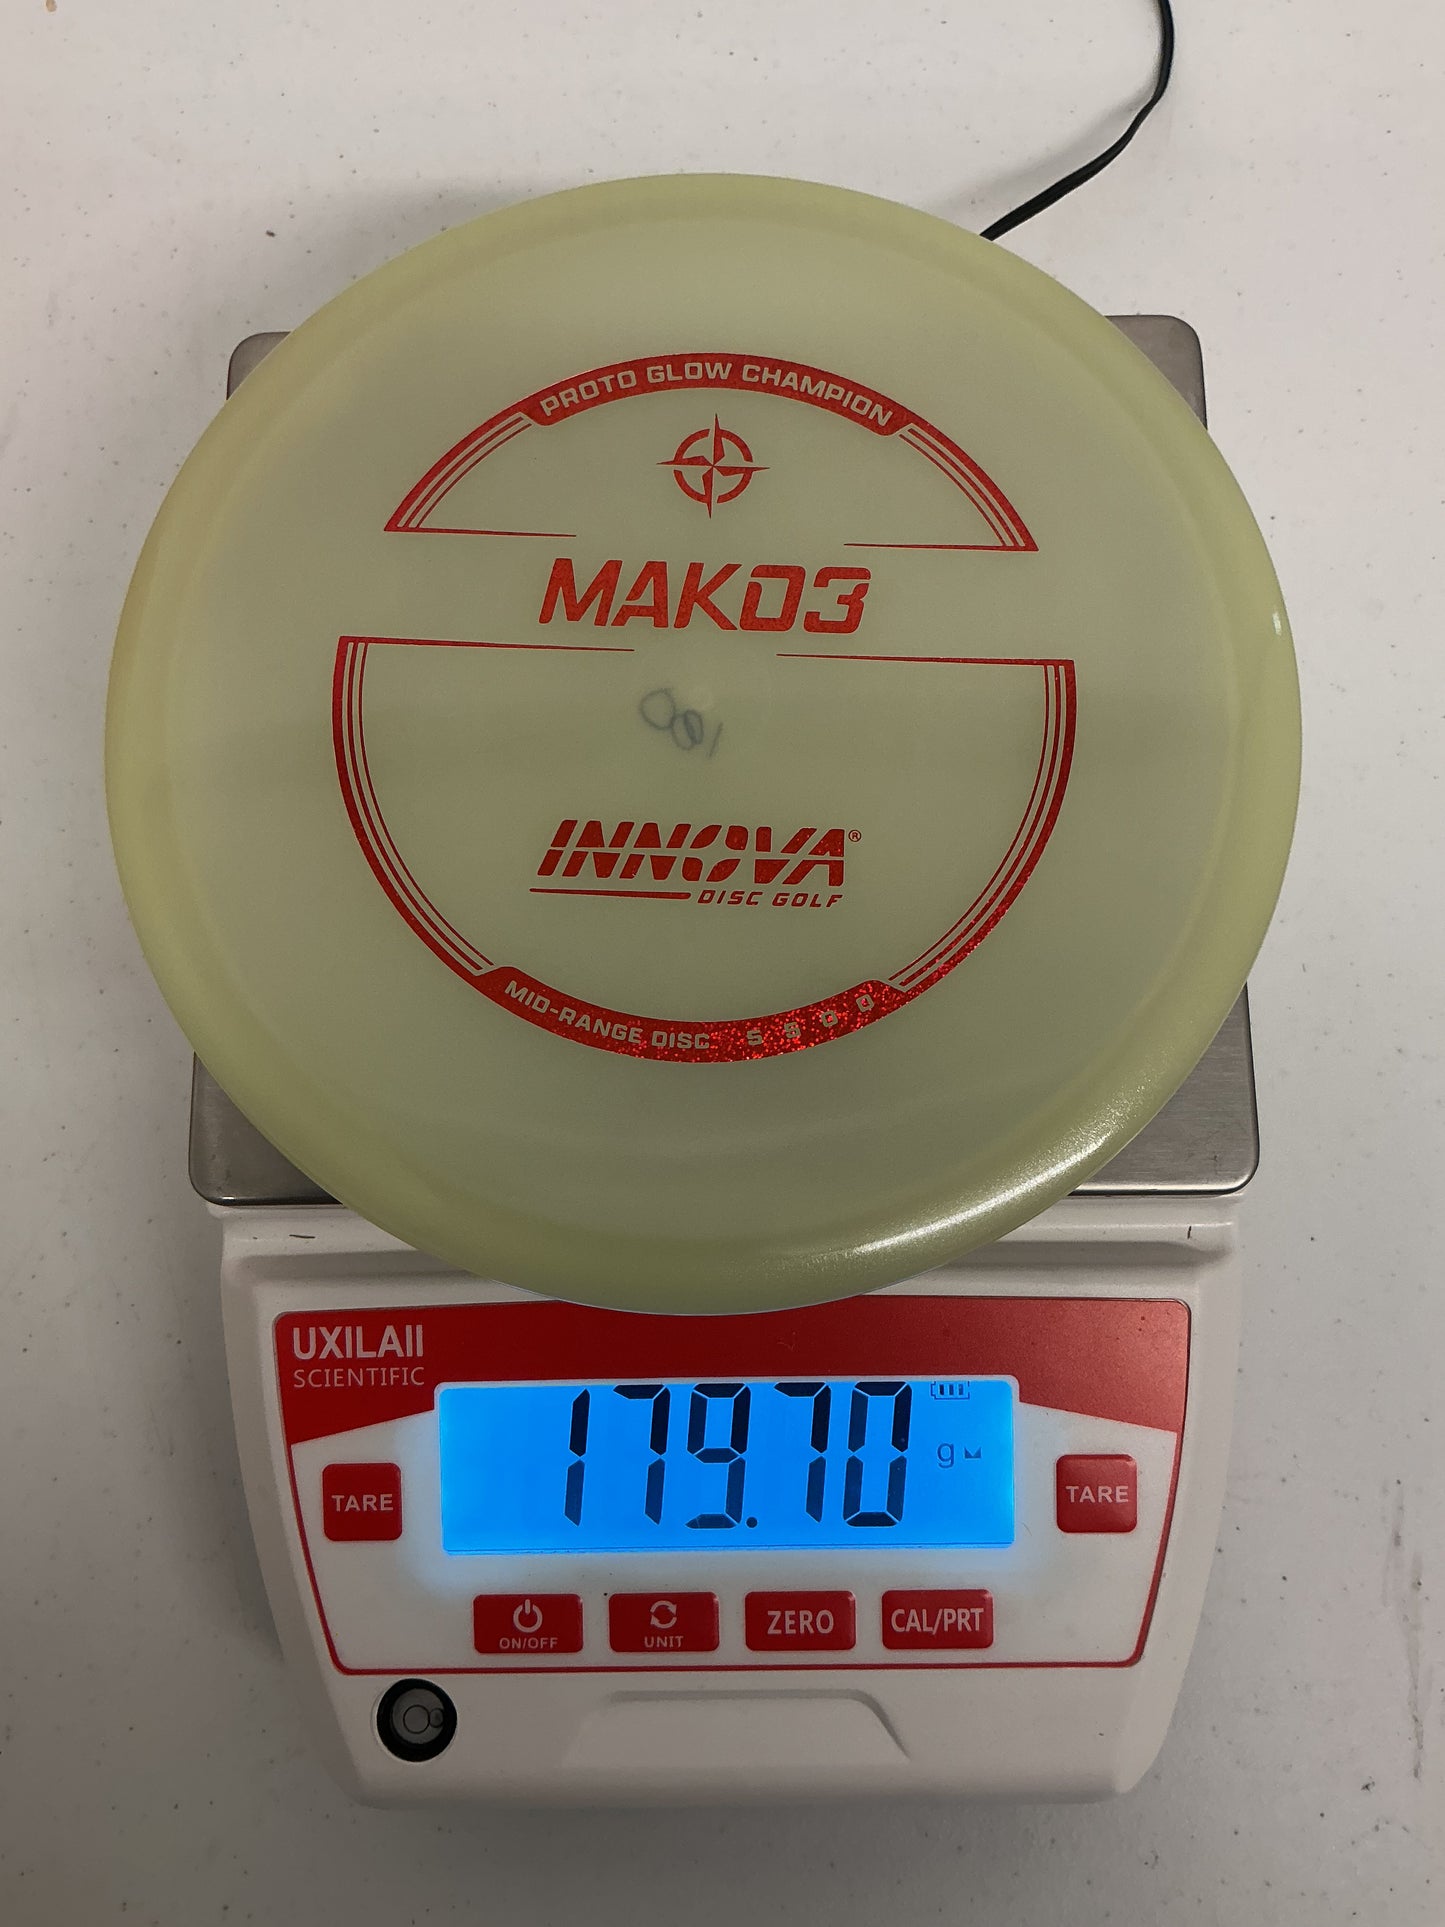 PROTO GLOW CHAMPION
MAKO3
180
INNOVA®
DISC GOLF
MID-RANGE DISC 5 5 0 0
UXILAII
SCIENTIFIC
179.70 g
TARE
TARE
ON/OFF
UNIT
ZERO
CAL/PRT